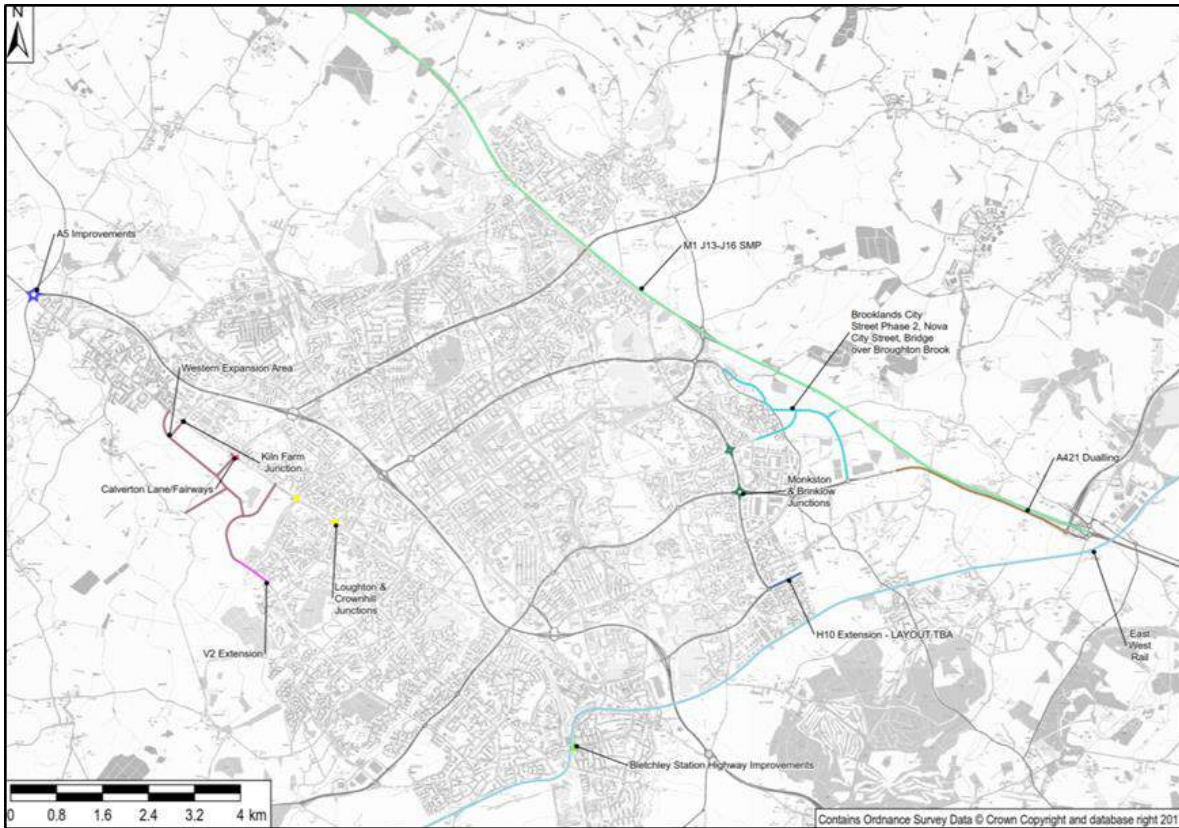 N
A5 Improvements
M1 J13-J16 SMP
Brooklands City
Street Phase 2, Nova
City Street, Bridge
over Broughton Brook
Western Expansion Area
Kiln Farm
Junction
Calverton Lane/Fairways
A421 Dualling
Monkston
& Brinklow
Junctions
Loughton &
Crownhill
Junctions
H10 Extension - LAYOUT TBA
East
West
Rail
V2 Extension
Bletchley Station Highway Improvements
0 0.8 1.6 2.4 3.2 4 km
Contains Ordnance Survey Data © Crown Copyright and database right 201